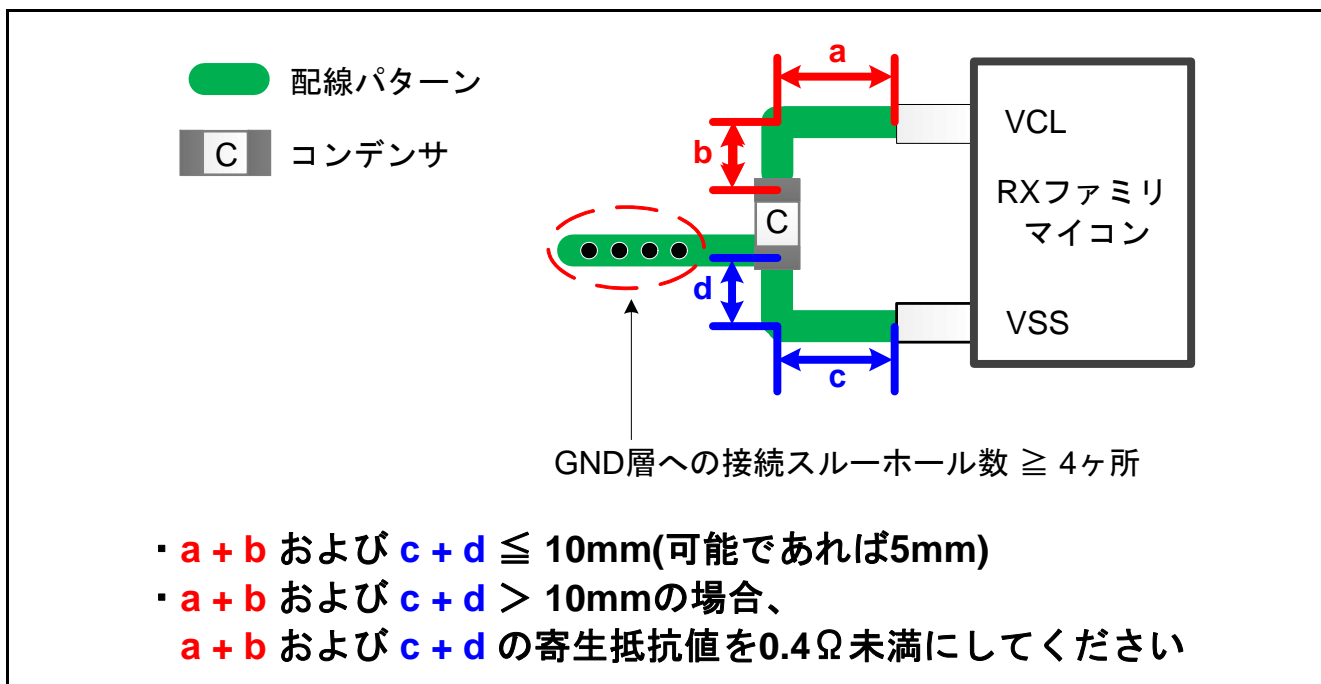 配線パターン
C コンデンサ
a
b
C
d
c
VCL
RXファミリ
マイコン
VSS
GND層への接続スルーホール数 ≧ 4ヶ所
・a + b および c + d ≦ 10mm(可能であれば5mm)
・a + b および c + d ＞ 10mmの場合、
a + b および c + d の寄生抵抗値を0.4Ω未満にしてください